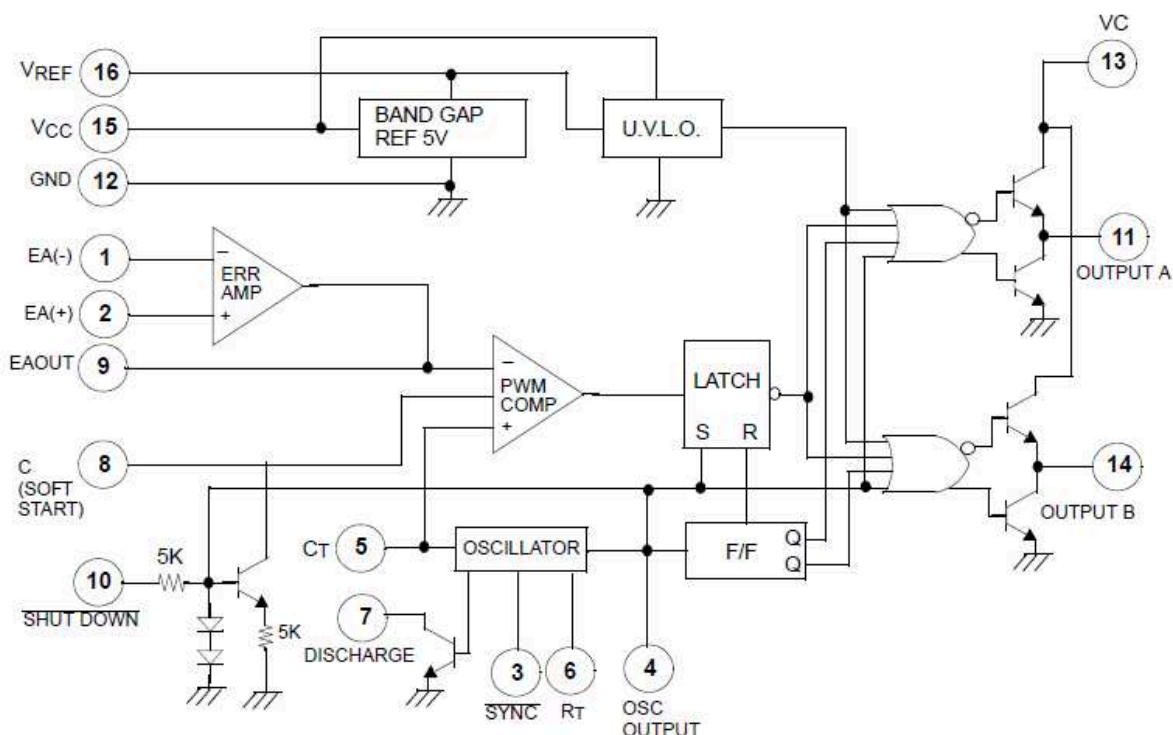 VC
VREF 16
13
VCC 15
BAND GAP
REF 5V
U.V.L.O.
GND 12
EA(-) 1
−
ERR
AMP
11
OUTPUT A
EA(+) 2
+
EAOUT 9
−
PWM
COMP
+
LATCH
S R
C
(SOFT
START)
8
14
OUTPUT B
CT 5
OSCILLATOR
F/F
Q
Q
5K
10
SHUT DOWN
5K
7
DISCHARGE
3
SYNC
6
RT
4
OSC
OUTPUT